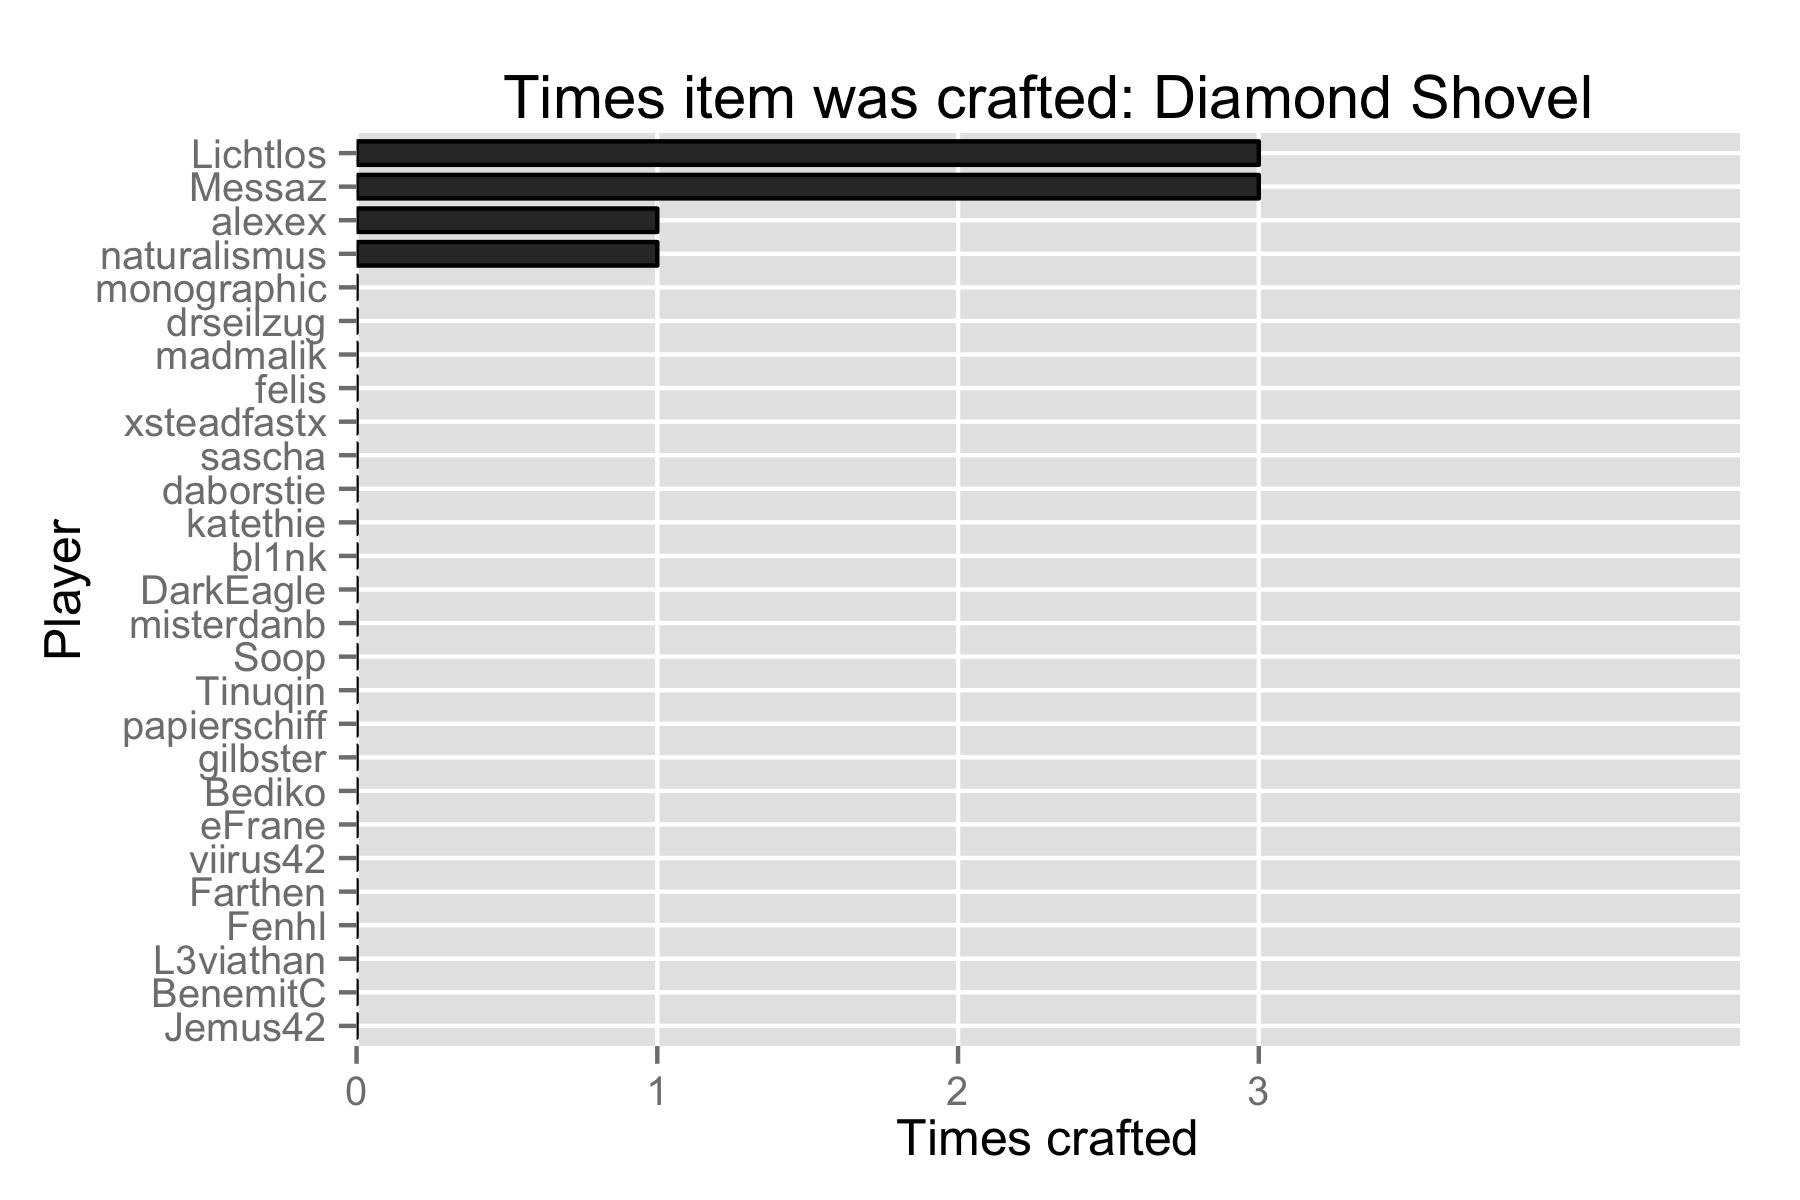 Times item was crafted: Diamond Shovel
Lichtlos
Messaz
alexex
naturalismus
monographic
drseilzug
madmalik
felis
xsteadfastx
sascha
daborstie
katethie
bl1nk
DarkEagle
misterdanb
Soop
Tinuqin
papierschiff
gilbster
Bediko
eFrane
viirus42
Farthen
Fenhl
L3viathan
BenemitC
Jemus42
Player
0 1 2 3
Times crafted